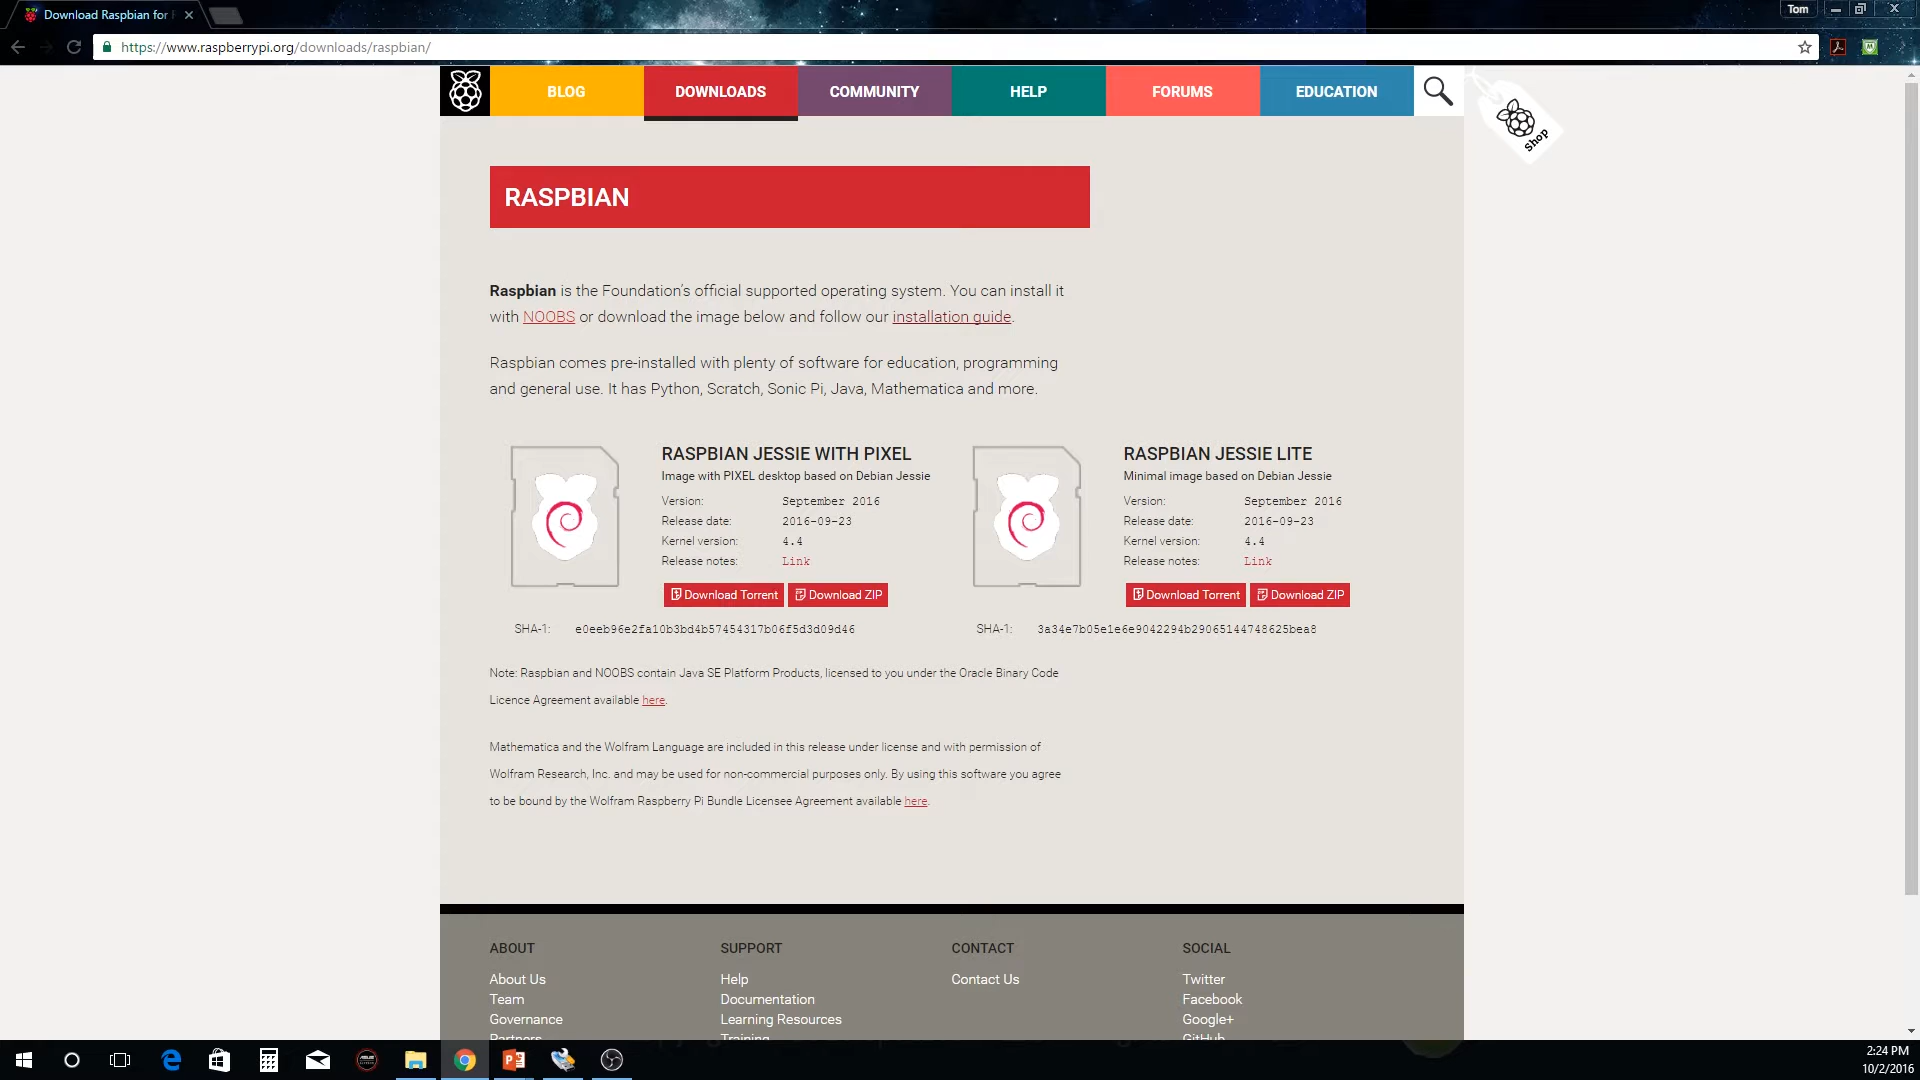 Download Raspbian for
Tom
https://www.raspberrypi.org/downloads/raspbian/
BLOG
DOWNLOADS
COMMUNITY
HELP
FORUMS
EDUCATION
Shop
RASPBIAN
Raspbian is the Foundation's official supported operating system. You can install it
with NOOBS or download the image below and follow our installation guide.
Raspbian comes pre-installed with plenty of software for education, programming
and general use. It has Python, Scratch, Sonic Pi, Java, Mathematica and more.
RASPBIAN JESSIE WITH PIXEL
Image with PIXEL desktop based on Debian Jessie
Version: September 2016
Release date: 2016-09-23
Kernel version: 4.4
Release notes: Link
Download Torrent Download ZIP
SHA-1: e0eeb96e2fa10b3bd4b57454317b06f5d3d09d46
RASPBIAN JESSIE LITE
Minimal image based on Debian Jessie
Version: September 2016
Release date: 2016-09-23
Kernel version: 4.4
Release notes: Link
Download Torrent Download ZIP
SHA-1: 3a34e7b05e1e6e9042294b29065144748625bea8
Note: Raspbian and NOOBS contain Java SE Platform Products, licensed to you under the Oracle Binary Code
Licence Agreement available here.
Mathematica and the Wolfram Language are included in this release under license and with permission of
Wolfram Research, Inc. and may be used for non-commercial purposes only. By using this software you agree
to be bound by the Wolfram Raspberry Pi Bundle Licensee Agreement available here.
ABOUT
About Us
Team
Governance
Partners
SUPPORT
Help
Documentation
Learning Resources
Training
CONTACT
Contact Us
SOCIAL
Twitter
Facebook
Google+
GitHub
2:24 PM
10/2/2016